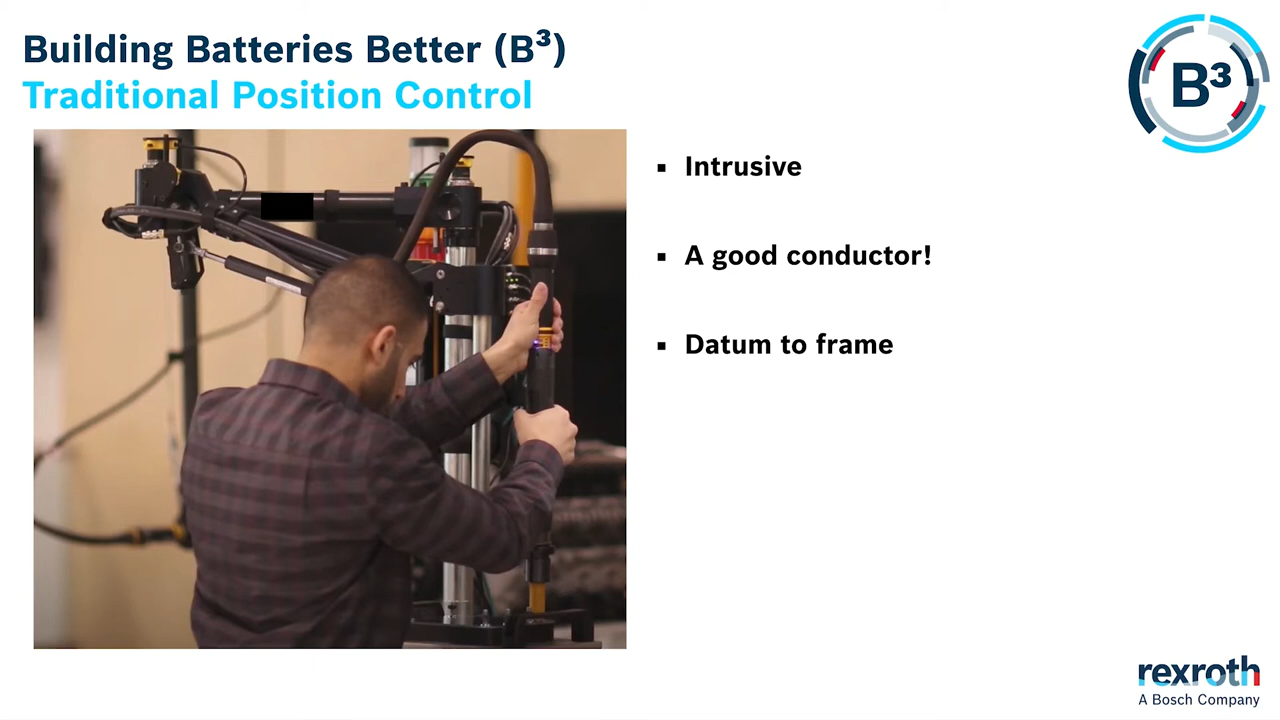 Building Batteries Better (B³)
Traditional Position Control
B³
▪ Intrusive
▪ A good conductor!
▪ Datum to frame
rexroth
A Bosch Company